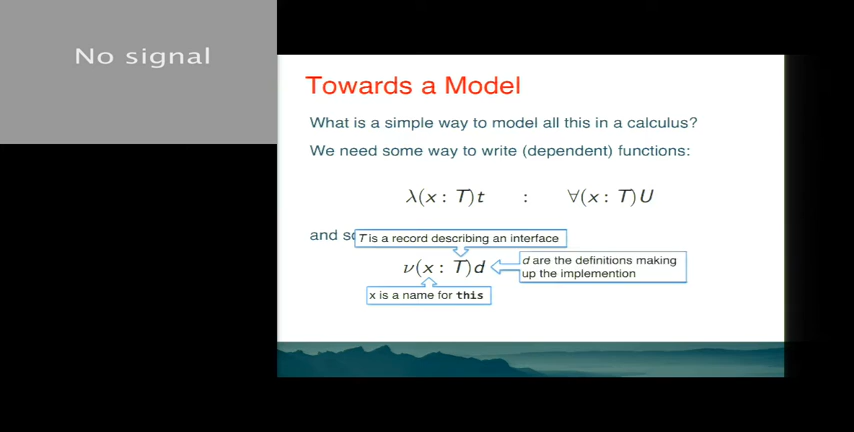 No signal
Towards a Model
What is a simple way to model all this in a calculus?
We need some way to write (dependent) functions:
λ(x : T)t : ∀(x : T)U
and
T is a record describing an interface
ν(x : T)d
d are the definitions making
up the implemention
x is a name for this